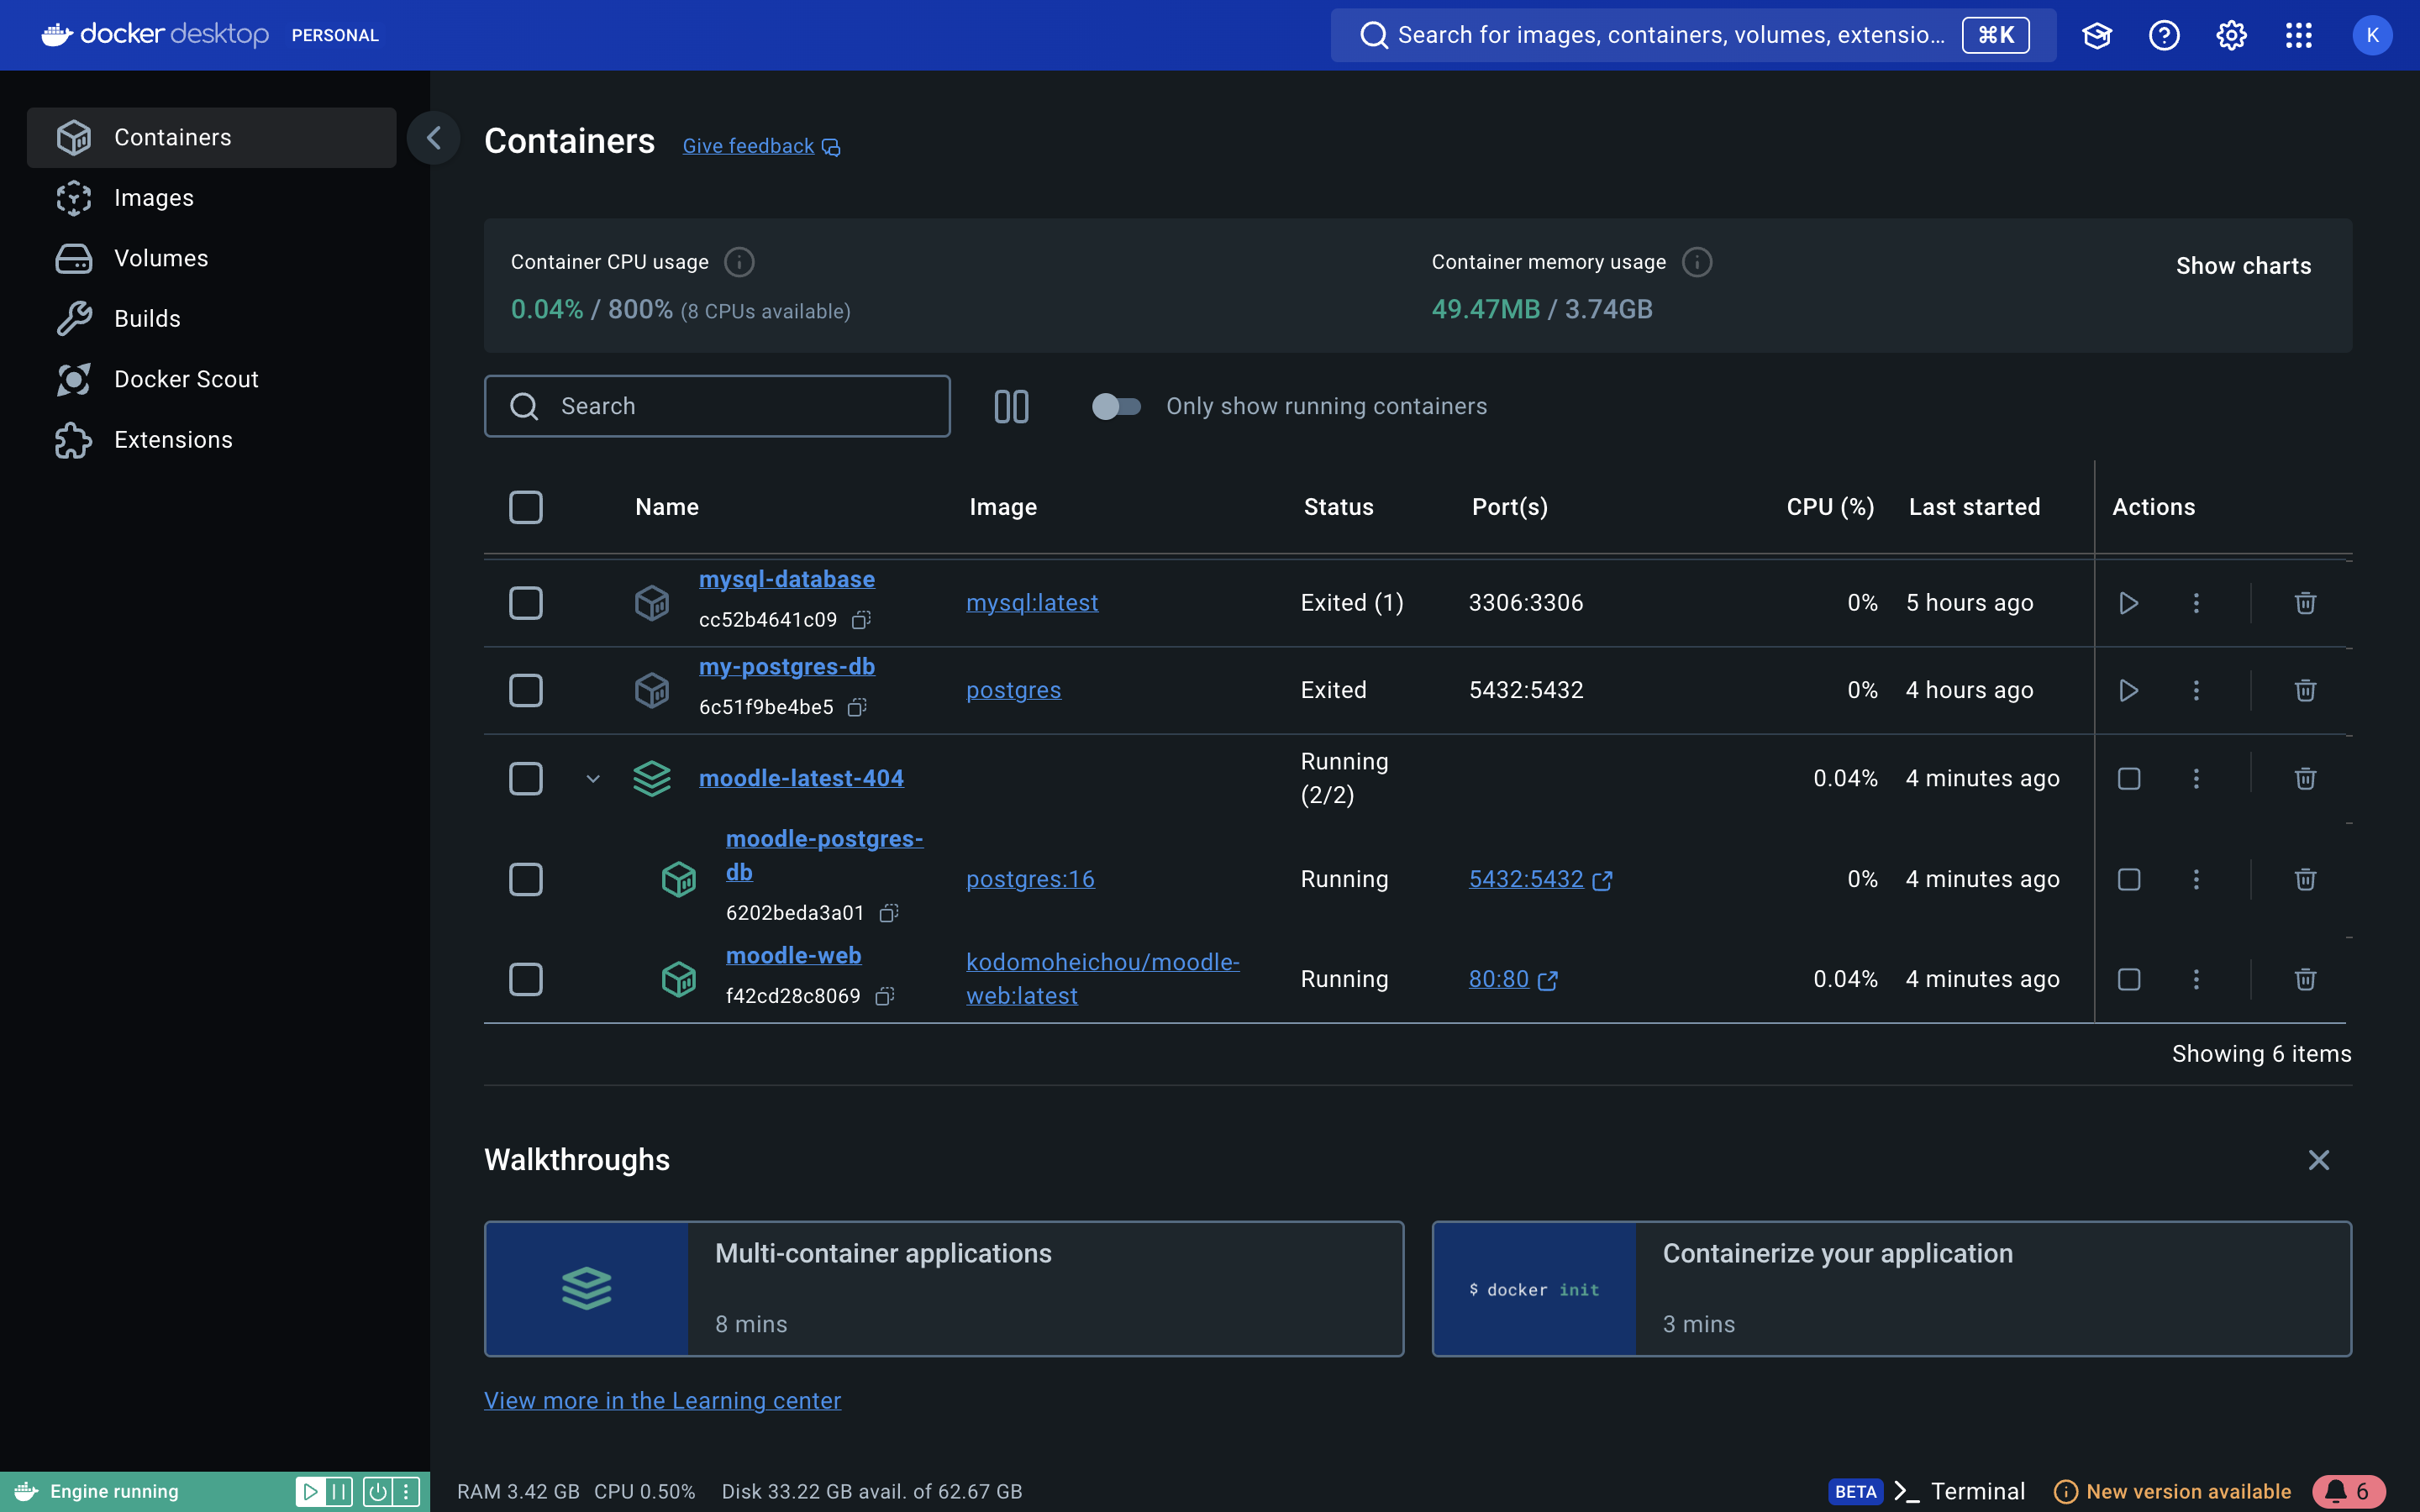 docker desktop PERSONAL
Search for images, containers, volumes, extensio... ⌘K
K
Containers
Images
Volumes
Builds
Docker Scout
Extensions
Containers Give feedback
Container CPU usage
0.04% / 800% (8 CPUs available)
Container memory usage
49.47MB / 3.74GB
Show charts
Search
Only show running containers
Name Image Status Port(s) CPU (%) Last started Actions
mysql-database
cc52b4641c09
mysql:latest Exited (1) 3306:3306 0% 5 hours ago
my-postgres-db
6c51f9be4be5
postgres Exited 5432:5432 0% 4 hours ago
moodle-latest-404
Running
(2/2)
0.04% 4 minutes ago
moodle-postgres-
db
6202beda3a01
postgres:16 Running 5432:5432 0% 4 minutes ago
moodle-web
f42cd28c8069
kodomoheichou/moodle-
web:latest
Running 80:80 0.04% 4 minutes ago
Showing 6 items
Walkthroughs
Multi-container applications
8 mins
$ docker init
Containerize your application
3 mins
View more in the Learning center
Engine running
RAM 3.42 GB CPU 0.50% Disk 33.22 GB avail. of 62.67 GB
BETA >_ Terminal
New version available
6